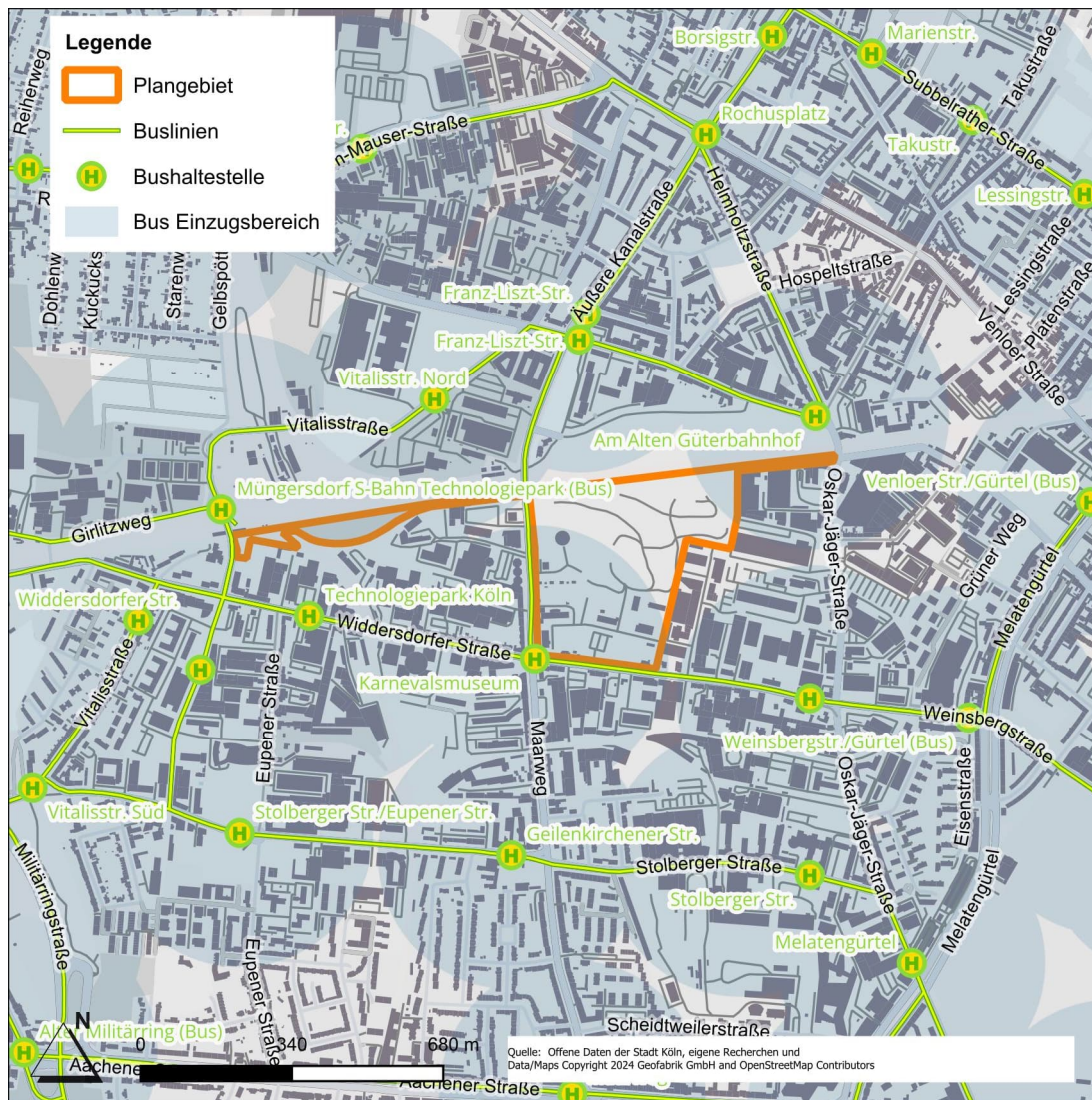 Legende
Plangebiet
Buslinien
H
Bushaltestelle
Bus Einzugsbereich
Reiherweg
Dohlenw
Kuckucks
Starenw
Gelbspött
n-Mauser-Straße
Borsigstr.
Marienstr.
Takustraße
Subbelrather Straße
Rochusplatz
Takustr.
Lessingstr.
Äußere Kanalstraße
Helmholtzstraße
Hospeltstraße
Lessingstraße
Platenstraße
Venloer Straße
Franz-Liszt-Str.
Franz-Liszt-Str.
Vitalisstr. Nord
Vitalisstraße
Am Alten Güterbahnhof
Müngersdorf S-Bahn Technologiepark (Bus)
Girlitzweg
Oskar-Jäger-Straße
Venloer Str./Gürtel (Bus)
Grüner Weg
Melatengürtel
Widdersdorfer Str.
Technologiepark Köln
Widdersdorfer Straße
Karnevalsmuseum
Vitalisstraße
Eupener Straße
Maarweg
Weinsbergstraße
Weinsbergstr./Gürtel (Bus)
Oskar-Jäger-Straße
Eisenstraße
Vitalisstr. Süd
Stolberger Str./Eupener Str.
Geilenkirchener Str.
Stolberger Straße
Stolberger Str.
Melatengürtel
Melatengürtel
Militärringstraße
Eupener Straße
Scheidtweilerstraße
N
Alter Militärring (Bus)
0 340 680 m
Aachener
Aachener Straße
Quelle: Offene Daten der Stadt Köln, eigene Recherchen und
Data/Maps Copyright 2024 Geofabrik GmbH and OpenStreetMap Contributors